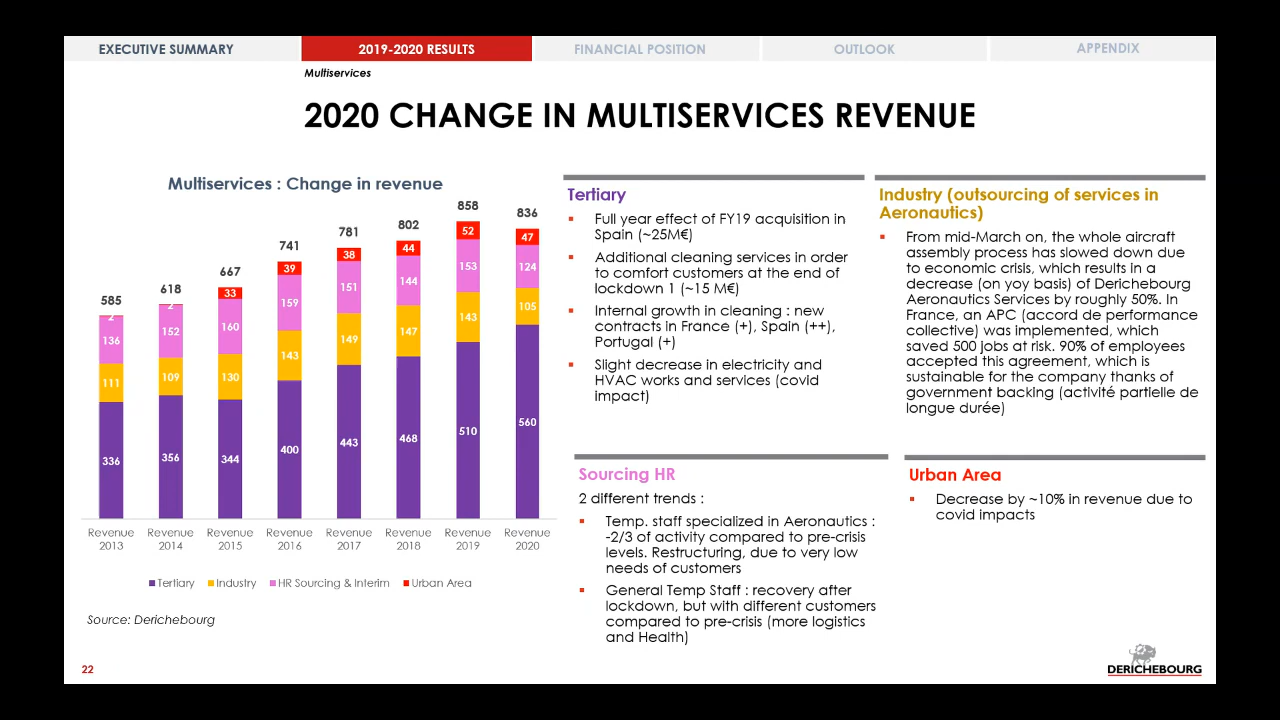 EXECUTIVE SUMMARY
2019-2020 RESULTS
FINANCIAL POSITION
OUTLOOK
APPENDIX
Multiservices
2020 CHANGE IN MULTISERVICES REVENUE
Multiservices : Change in revenue
585
618
667
741
781
802
858
836
2
2
33
39
38
44
52
47
136
152
160
159
151
144
153
124
111
109
130
143
149
147
143
105
336
356
344
400
443
468
510
560
Revenue 2013
Revenue 2014
Revenue 2015
Revenue 2016
Revenue 2017
Revenue 2018
Revenue 2019
Revenue 2020
Tertiary
Industry
HR Sourcing & Interim
Urban Area
Source: Derichebourg
22
Tertiary
Full year effect of FY19 acquisition in
Spain (~25M€)
Additional cleaning services in order
to comfort customers at the end of
lockdown 1 (~15 M€)
Internal growth in cleaning : new
contracts in France (+), Spain (++),
Portugal (+)
Slight decrease in electricity and
HVAC works and services (covid
impact)
Industry (outsourcing of services in
Aeronautics)
From mid-March on, the whole aircraft
assembly process has slowed down due
to economic crisis, which results in a
decrease (on yoy basis) of Derichebourg
Aeronautics Services by roughly 50%. In
France, an APC (accord de performance
collective) was implemented, which
saved 500 jobs at risk. 90% of employees
accepted this agreement, which is
sustainable for the company thanks of
government backing (activité partielle de
longue durée)
Sourcing HR
2 different trends :
Temp. staff specialized in Aeronautics :
-2/3 of activity compared to pre-crisis
levels. Restructuring, due to very low
needs of customers
General Temp Staff : recovery after
lockdown, but with different customers
compared to pre-crisis (more logistics
and Health)
Urban Area
Decrease by ~10% in revenue due to
covid impacts
DERICHEBOURG